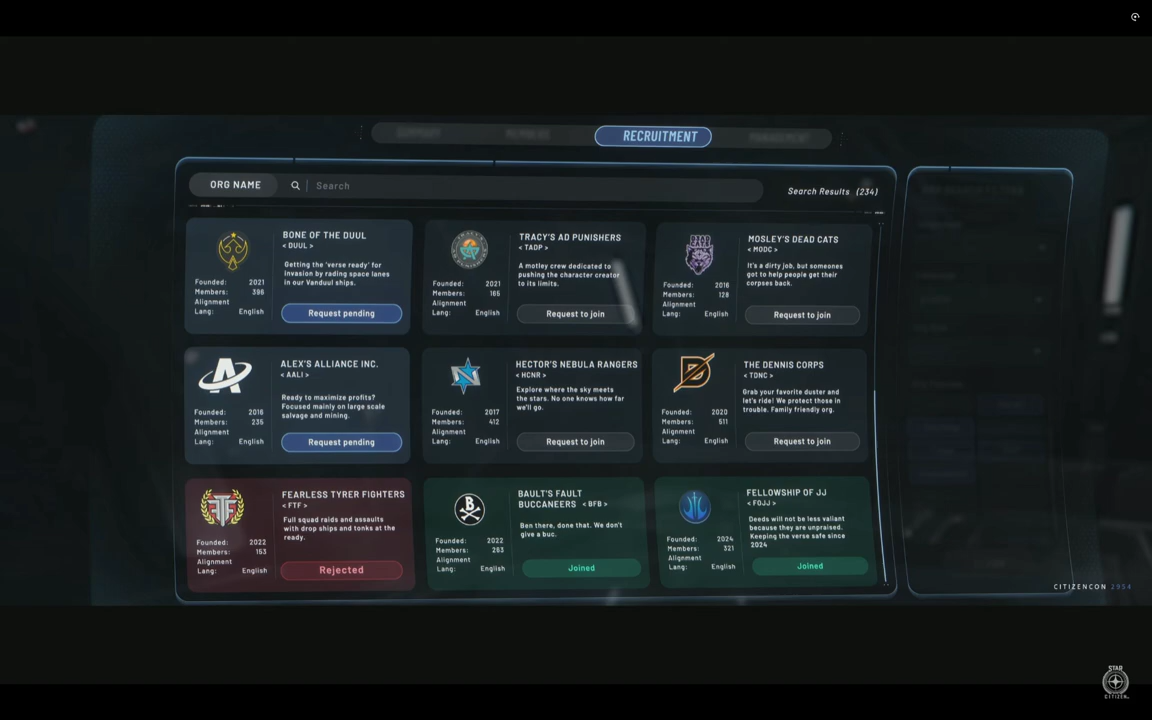 RECRUITMENT
ORG NAME
Search
Search Results (234)
BONE OF THE DUUL
< DUUL >
Getting the 'verse ready' for
invasion by rading space lanes
in our Vanduul ships.
Founded: 2021
Members: 396
Alignment
Lang: English
Request pending
TRACY'S AD PUNISHERS
< TADP >
A motley crew dedicated to
pushing the character creator
to its limits.
Founded: 2021
Members: 165
Alignment
Lang: English
Request to join
MOSLEY'S DEAD CATS
< MODC >
It's a dirty job, but someones
got to help people get their
corpses back.
Founded: 2016
Members: 128
Alignment
Lang: English
Request to join
ALEX'S ALLIANCE INC.
< AALI >
Ready to maximize profits?
Focused mainly on large scale
salvage and mining.
Founded: 2016
Members: 235
Alignment
Lang: English
Request pending
HECTOR'S NEBULA RANGERS
< HCNR >
Explore where the sky meets
the stars. No one knows how far
we'll go.
Founded: 2017
Members: 412
Alignment
Lang: English
Request to join
THE DENNIS CORPS
< TDNC >
Grab your favorite duster and
let's ride! We protect those in
trouble. Family friendly org.
Founded: 2020
Members: 511
Alignment
Lang: English
Request to join
FEARLESS TYRER FIGHTERS
< FTF >
Full squad raids and assaults
with drop ships and tonks at the
ready.
Founded: 2022
Members: 153
Alignment
Lang: English
Rejected
BAULT'S FAULT
BUCCANEERS < BFB >
Ben there, done that. We don't
give a buc.
Founded: 2022
Members: 283
Alignment
Lang: English
Joined
FELLOWSHIP OF JJ
< FOJJ >
Deeds will not be less valiant
because they are unpraised.
Keeping the verse safe since
2024
Founded: 2024
Members: 321
Alignment
Lang: English
Joined
CITIZENCON 2954
STAR
CITIZEN